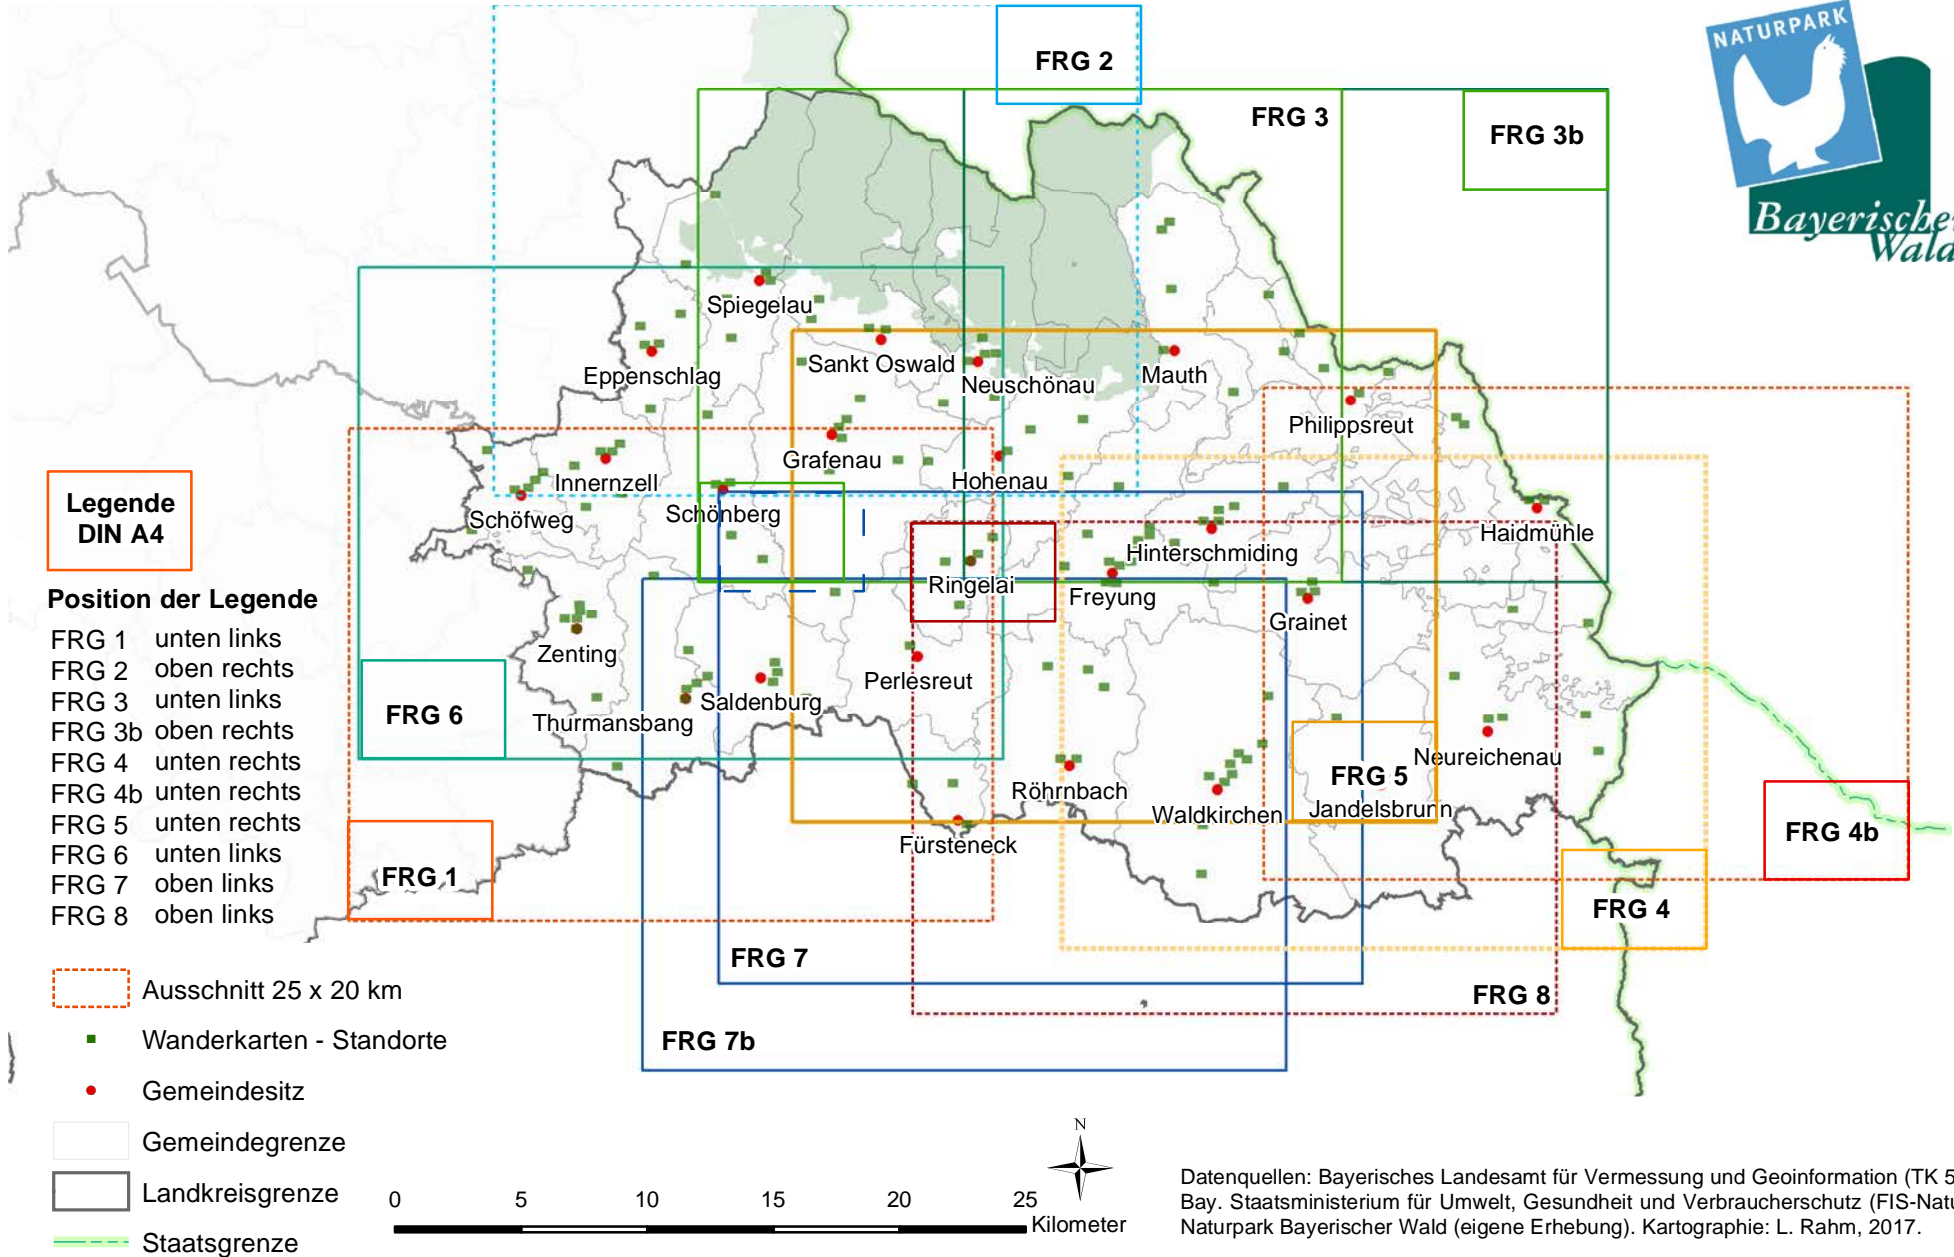 NATURPARK
Bayerischer
Wald
FRG 2
FRG 3
FRG 3b
Spiegelau
Sankt Oswald
Neuschönau
Mauth
Eppenschlag
Philippsreut
Grafenau
Hohenau
Innernzell
Schöfweg
Schönberg
Haidmühle
Hinterschmiding
Ringelai
Freyung
Grainet
Zenting
Perlesreut
Saldenburg
Thurmansbang
FRG 6
Neureichenau
FRG 5
Röhrnbach
Waldkirchen
Jandelsbrunn
Fürsteneck
FRG 4b
FRG 1
FRG 4
FRG 7
FRG 8
FRG 7b
Legende
DIN A4
Position der Legende
FRG 1 unten links
FRG 2 oben rechts
FRG 3 unten links
FRG 3b oben rechts
FRG 4 unten rechts
FRG 4b unten rechts
FRG 5 unten rechts
FRG 6 unten links
FRG 7 oben links
FRG 8 oben links
Ausschnitt 25 x 20 km
Wanderkarten - Standorte
Gemeindesitz
Gemeindegrenze
Landkreisgrenze
Staatsgrenze
0 5 10 15 20 25
Kilometer
N
Datenquellen: Bayerisches Landesamt für Vermessung und Geoinformation (TK 5
Bay. Staatsministerium für Umwelt, Gesundheit und Verbraucherschutz (FIS-Natu
Naturpark Bayerischer Wald (eigene Erhebung). Kartographie: L. Rahm, 2017.